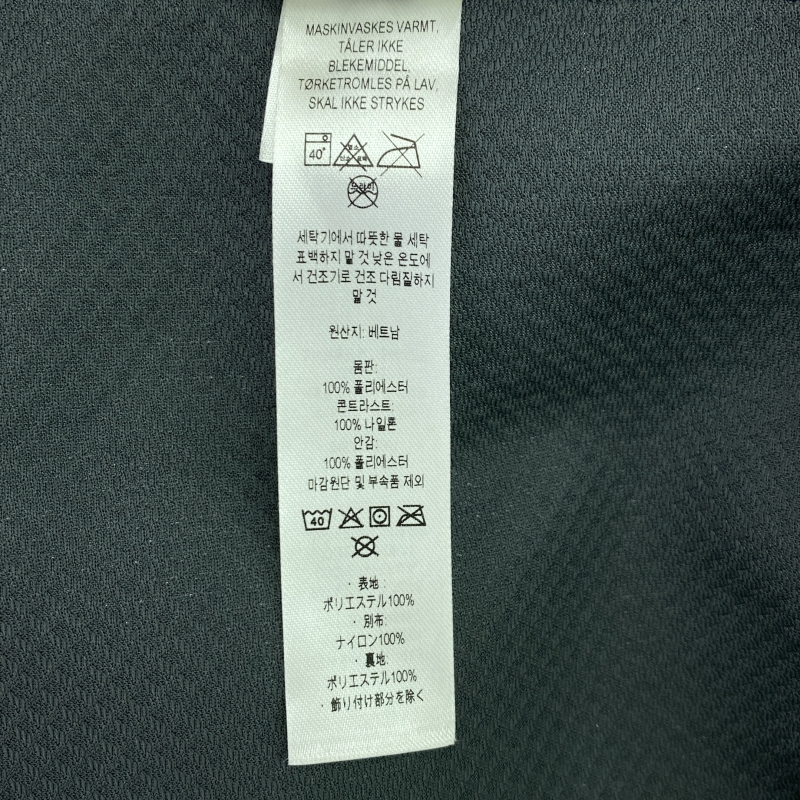 MASKINVASKES VARMT,
TÅLER IKKE
BLEKEMIDDEL,
TØRKETROMLES PÅ LAV,
SKAL IKKE STRYKES
40°
드라이
세탁기에서 따뜻한 물 세탁
표백하지 말 것 낮은 온도에
서 건조기로 건조 다림질하지
말 것
원산지: 베트남
몸판:
100% 폴리에스터
콘트라스트:
100% 나일론
안감:
100% 폴리에스터
마감원단 및 부속품 제외
40
・表地:
ポリエステル100%
・別布:
ナイロン100%
・裏地:
ポリエステル100%
・飾り付け部分を除く